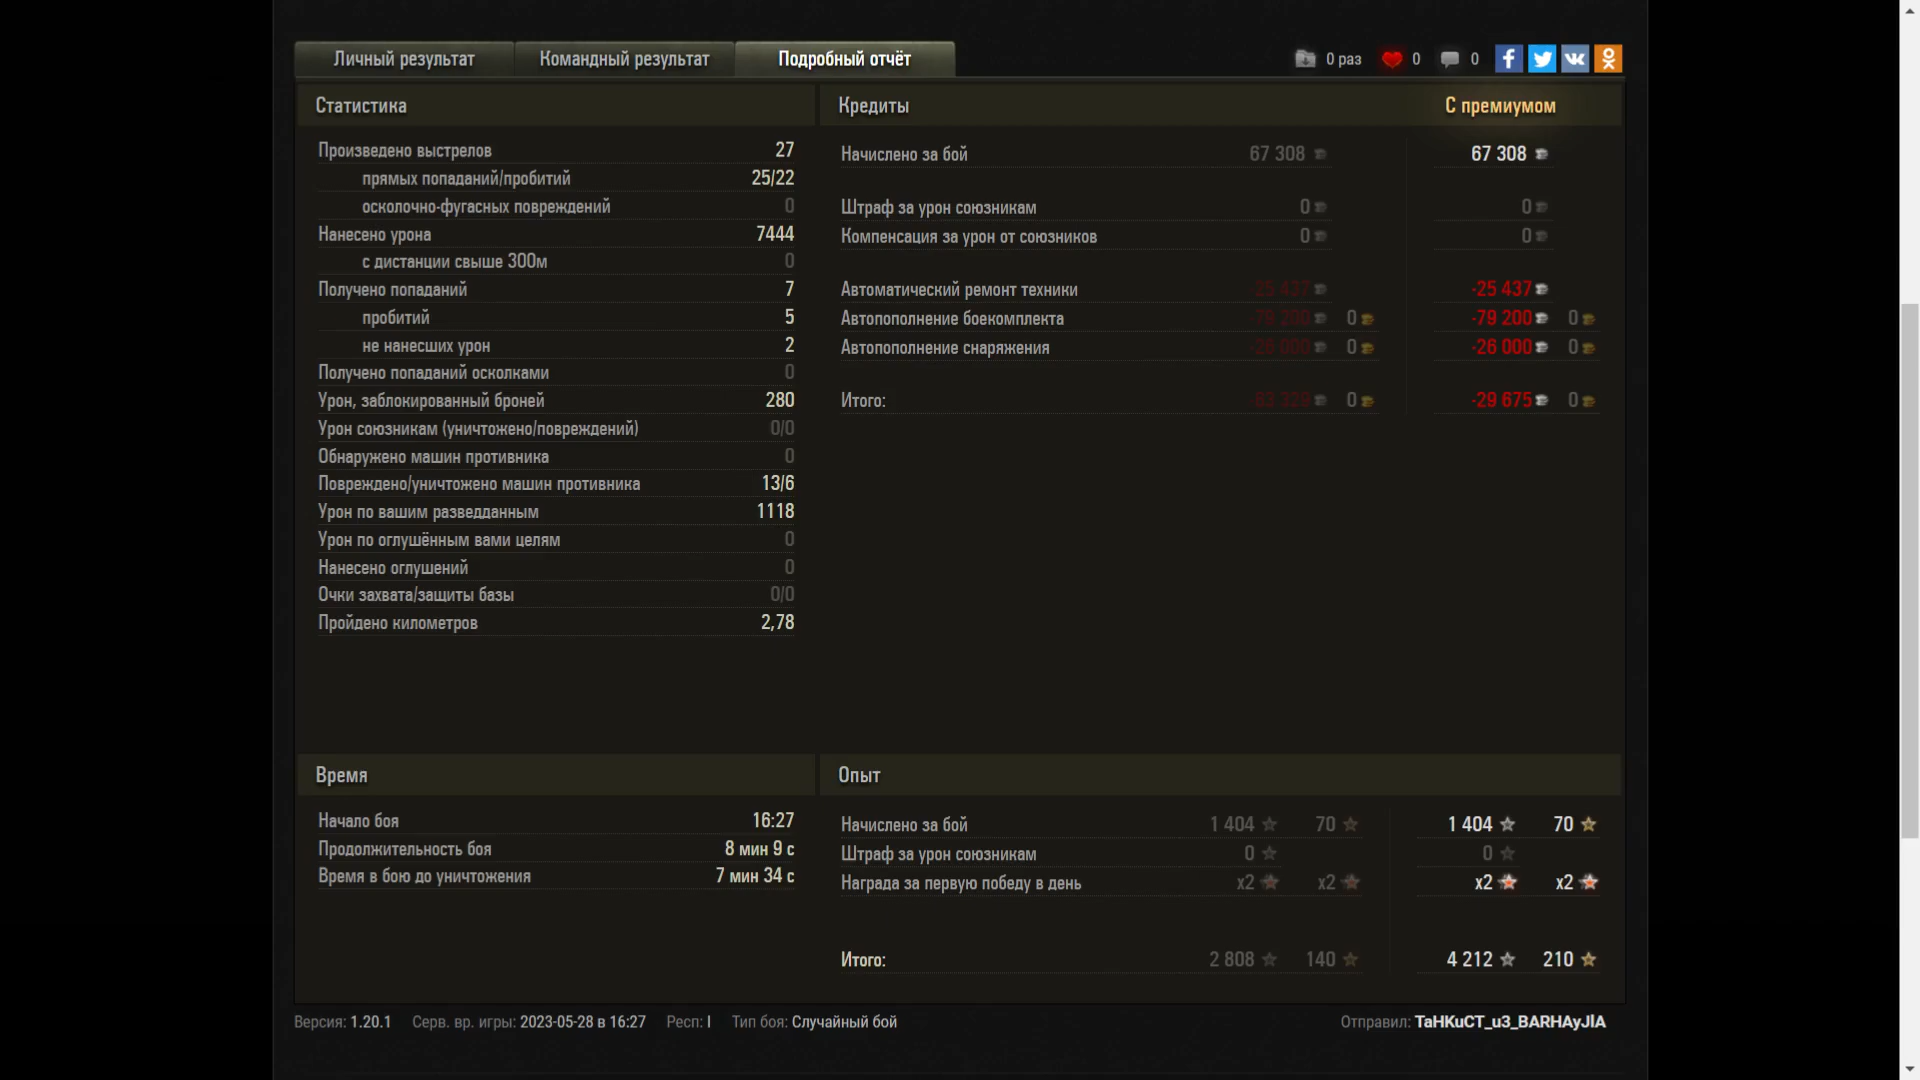 Личный результат Командный результат Подробный отчёт 0 раз 0 0
Статистика
Произведено выстрелов 27
прямых попаданий/пробитий 25/22
осколочно-фугасных повреждений 0
Нанесено урона 7444
с дистанции свыше 300м 0
Получено попаданий 7
пробитий 5
не нанесших урон 2
Получено попаданий осколками 0
Урон, заблокированный броней 280
Урон союзникам (уничтожено/повреждений) 0/0
Обнаружено машин противника 0
Повреждено/уничтожено машин противника 13/6
Урон по вашим разведданным 1118
Урон по оглушённым вами целям 0
Нанесено оглушений 0
Очки захвата/защиты базы 0/0
Пройдено километров 2,78
Кредиты С премиумом
Начислено за бой 67 308 67 308
Штраф за урон союзникам 0 0
Компенсация за урон от союзников 0 0
Автоматический ремонт техники -25 437 -25 437
Автопополнение боекомплекта -79 200 0 -79 200 0
Автопополнение снаряжения -26 000 0 -26 000 0
Итого: -63 329 0 -29 675 0
Время
Начало боя 16:27
Продолжительность боя 8 мин 9 с
Время в бою до уничтожения 7 мин 34 с
Опыт
Начислено за бой 1 404 70 1 404 70
Штраф за урон союзникам 0 0
Награда за первую победу в день x2 x2 x2 x2
Итого: 2 808 140 4 212 210
Версия: 1.20.1 Серв. вр. игры: 2023-05-28 в 16:27 Респ: I Тип боя: Случайный бой Отправил: TaHKuCT_u3_BARHAyJlA